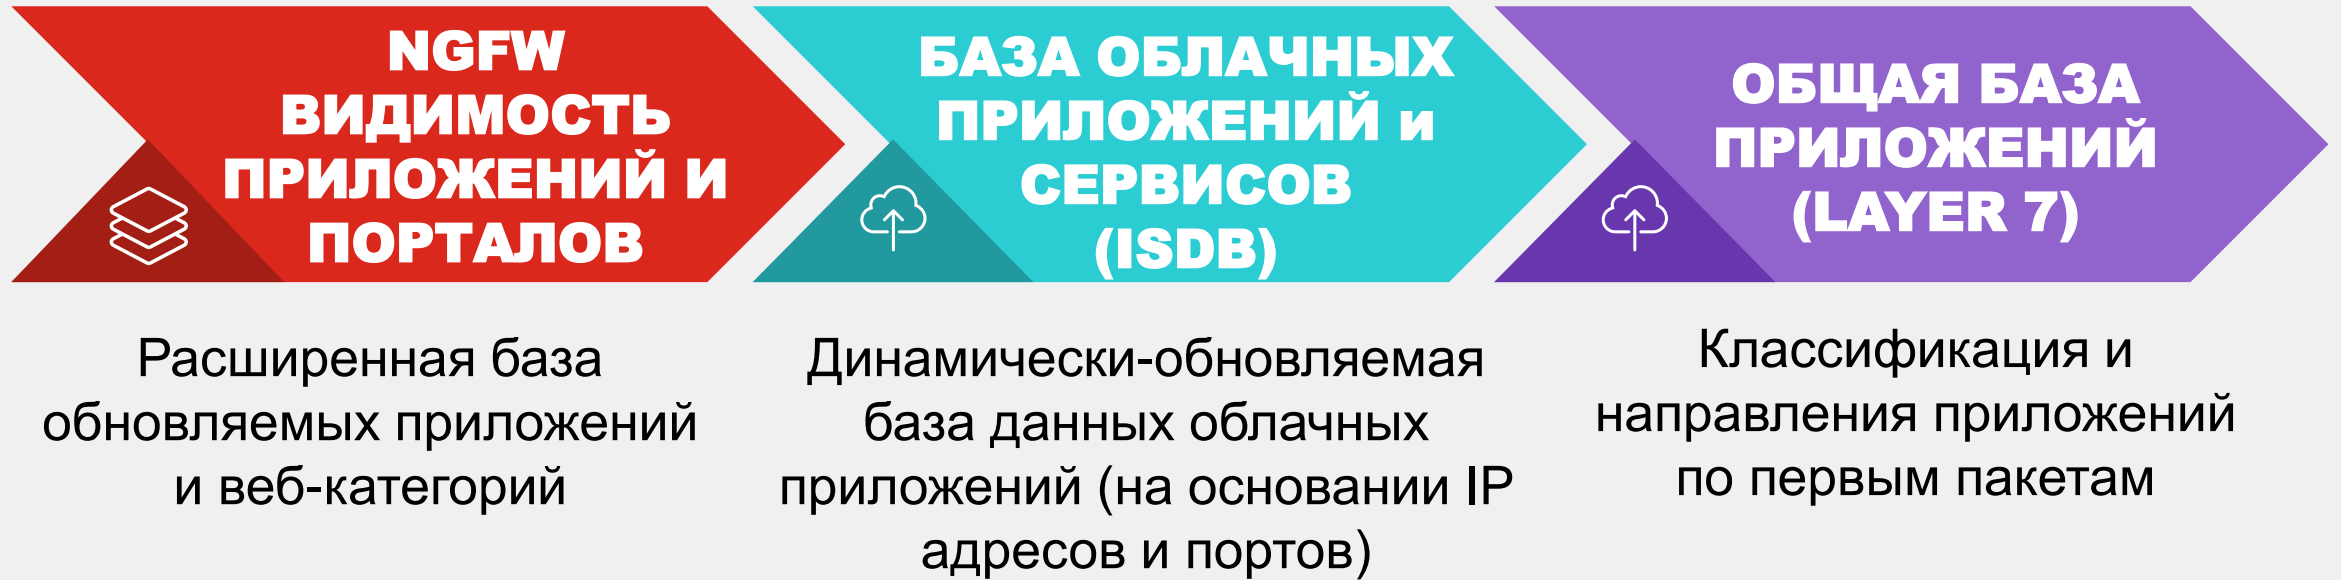 NGFW
ВИДИМОСТЬ
ПРИЛОЖЕНИЙ И
ПОРТАЛОВ
Расширенная база
обновляемых приложений
и веб-категорий
БАЗА ОБЛАЧНЫХ
ПРИЛОЖЕНИЙ и
СЕРВИСОВ
(ISDB)
Динамически-обновляемая
база данных облачных
приложений (на основании IP
адресов и портов)
ОБЩАЯ БАЗА
ПРИЛОЖЕНИЙ
(LAYER 7)
Классификация и
направления приложений
по первым пакетам